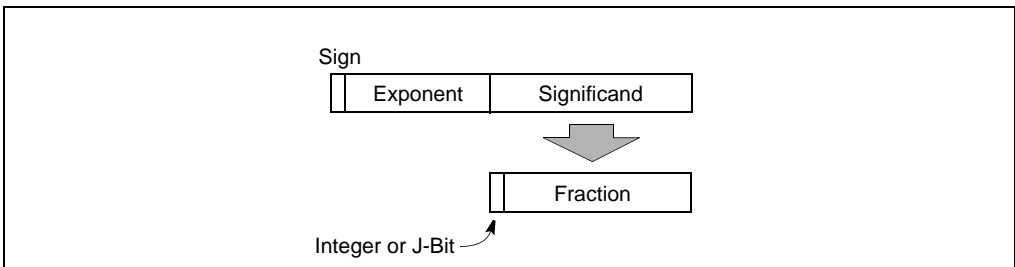 Sign
Exponent Significand
Fraction
Integer or J-Bit